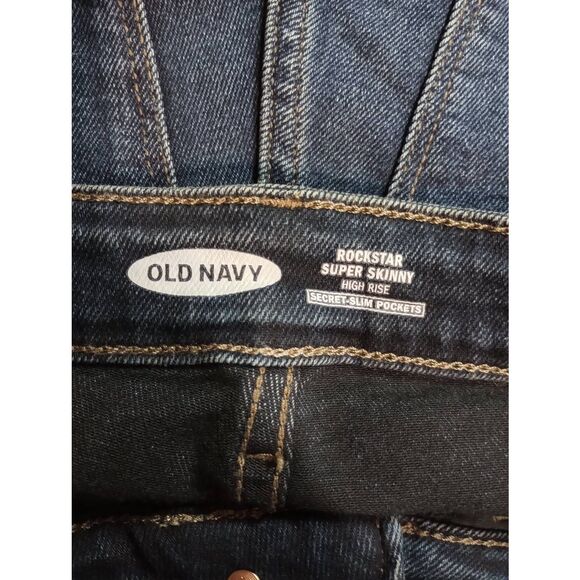 OLD NAVY
ROCKSTAR
SUPER SKINNY
HIGH RISE
SECRET-SLIM POCKETS